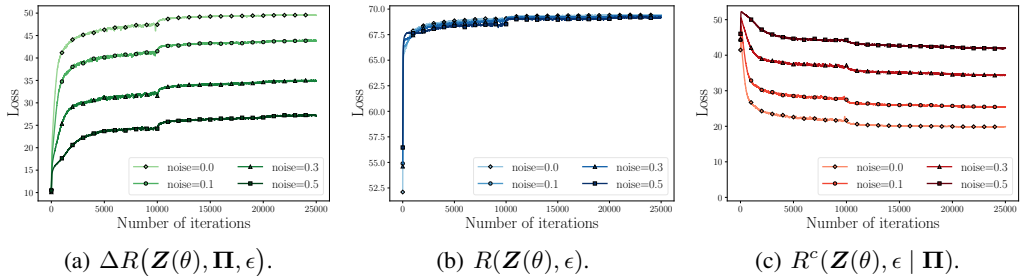 Loss
50
45
40
35
30
25
20
15
10
0 5000 10000 15000 20000 25000
Number of iterations
noise=0.0 noise=0.3
noise=0.1 noise=0.5
(a) ΔR(Z(θ), Π, ϵ).
Loss
70.0
67.5
65.0
62.5
60.0
57.5
55.0
52.5
0 5000 10000 15000 20000 25000
Number of iterations
noise=0.0 noise=0.3
noise=0.1 noise=0.5
(b) R(Z(θ), ϵ).
Loss
50
40
30
20
10
0
0 5000 10000 15000 20000 25000
Number of iterations
noise=0.0 noise=0.3
noise=0.1 noise=0.5
(c) Rᶜ(Z(θ), ϵ | Π).